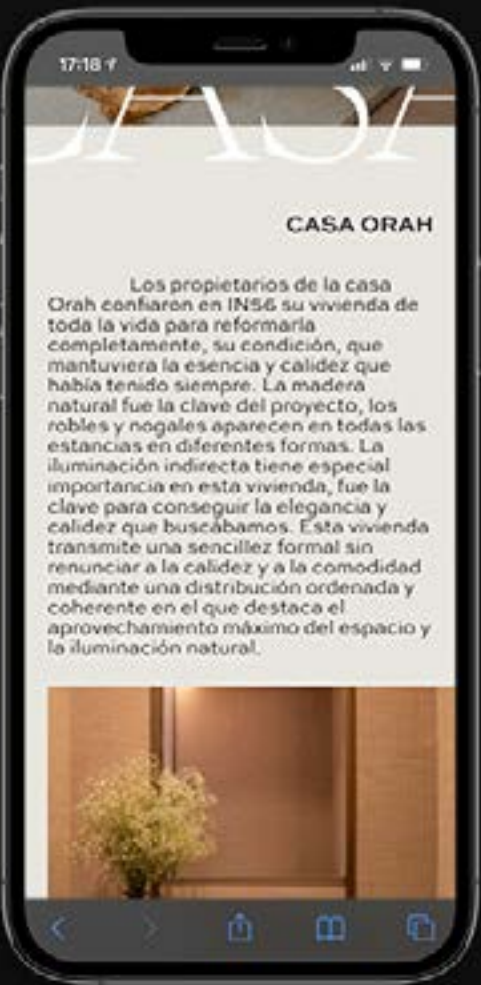 17:18
CASA
CASA ORAH
Los propietarios de la casa
Orah confiaron en INS6 su vivienda de
toda la vida para reformarla
completamente, su condición, que
mantuviera la esencia y calidez que
había tenido siempre. La madera
natural fue la clave del proyecto, los
robles y nogales aparecen en todas las
estancias en diferentes formas. La
iluminación indirecta tiene especial
importancia en esta vivienda, fue la
clave para conseguir la elegancia y
calidez que buscábamos. Esta vivienda
transmite una sencillez formal sin
renunciar a la calidez y a la comodidad
mediante una distribución ordenada y
coherente en el que destaca el
aprovechamiento máximo del espacio y
la iluminación natural.